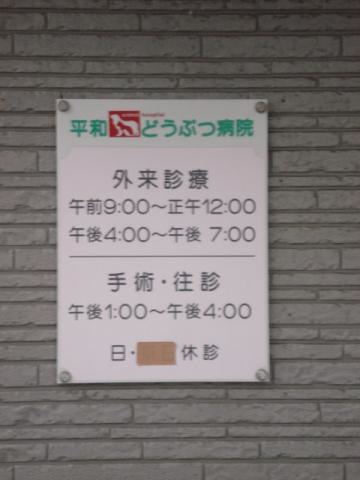 平和どうぶつ病院
外来診療
午前9:00〜正午12:00
午後4:00〜午後 7:00
手術・往診
午後1:00〜午後4:00
日・ 休診